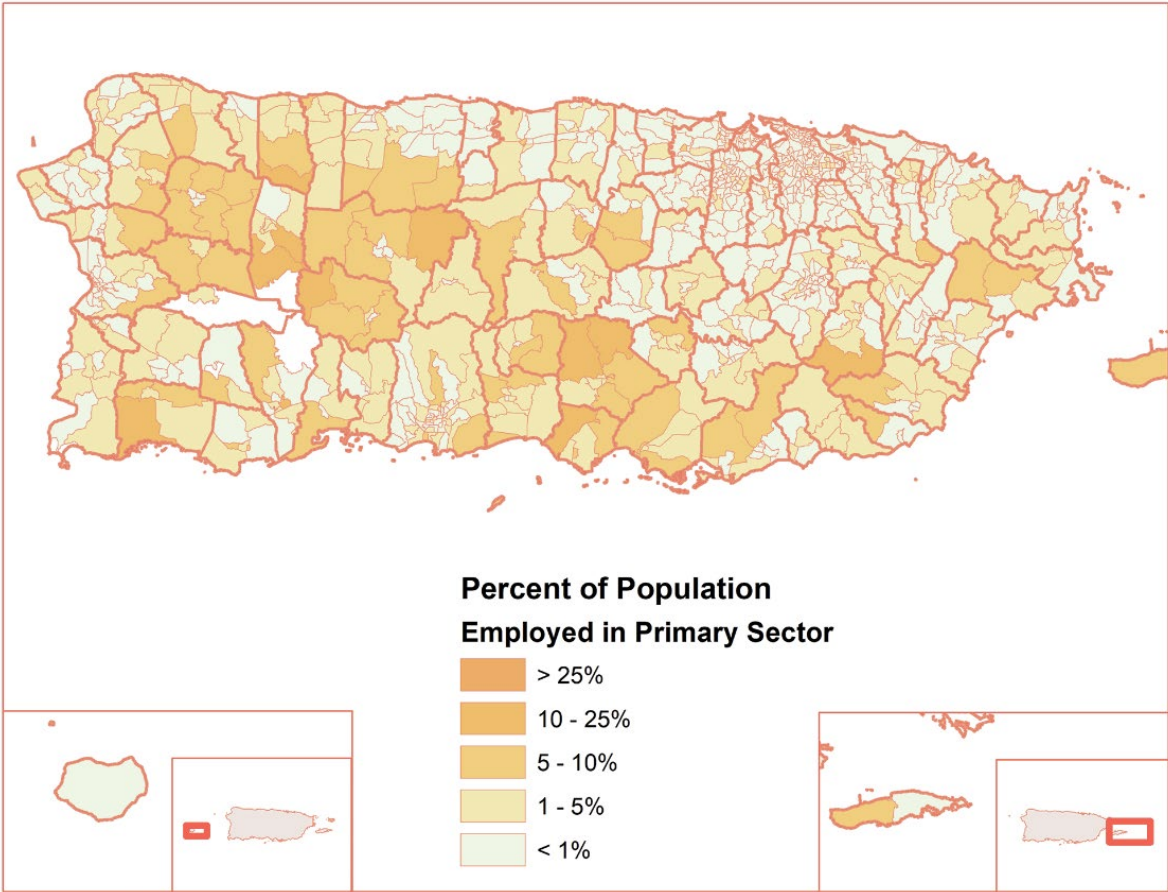 Percent of Population
Employed in Primary Sector
> 25%
10 - 25%
5 - 10%
1 - 5%
< 1%